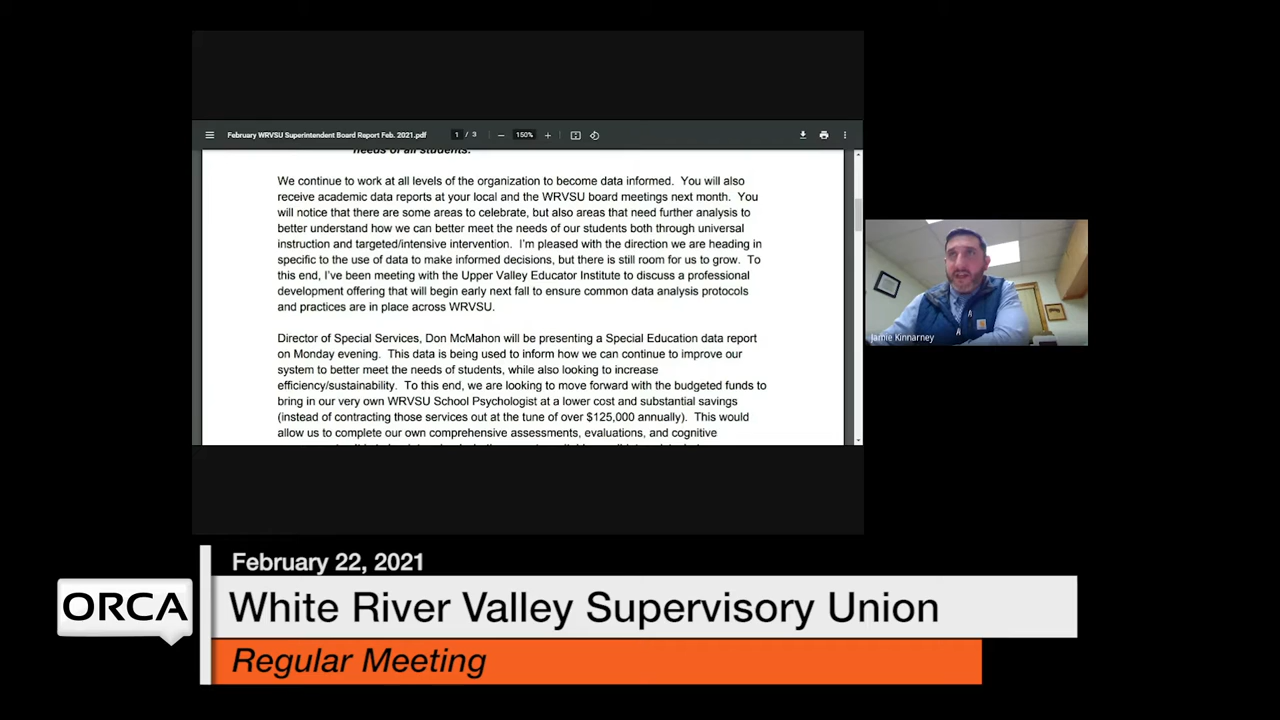 February WRVSU Superintendent Board Report Feb. 2021.pdf 1 / 3 150%
needs of all students.
We continue to work at all levels of the organization to become data informed. You will also
receive academic data reports at your local and the WRVSU board meetings next month. You
will notice that there are some areas to celebrate, but also areas that need further analysis to
better understand how we can better meet the needs of our students both through universal
instruction and targeted/intensive intervention. I'm pleased with the direction we are heading in
specific to the use of data to make informed decisions, but there is still room for us to grow. To
this end, I've been meeting with the Upper Valley Educator Institute to discuss a professional
development offering that will begin early next fall to ensure common data analysis protocols
and practices are in place across WRVSU.
Director of Special Services, Don McMahon will be presenting a Special Education data report
on Monday evening. This data is being used to inform how we can continue to improve our
system to better meet the needs of students, while also looking to increase
efficiency/sustainability. To this end, we are looking to move forward with the budgeted funds to
bring in our very own WRVSU School Psychologist at a lower cost and substantial savings
(instead of contracting those services out at the tune of over $125,000 annually). This would
allow us to complete our own comprehensive assessments, evaluations, and cognitive
Jamie Kinnarney
February 22, 2021
ORCA
White River Valley Supervisory Union
Regular Meeting